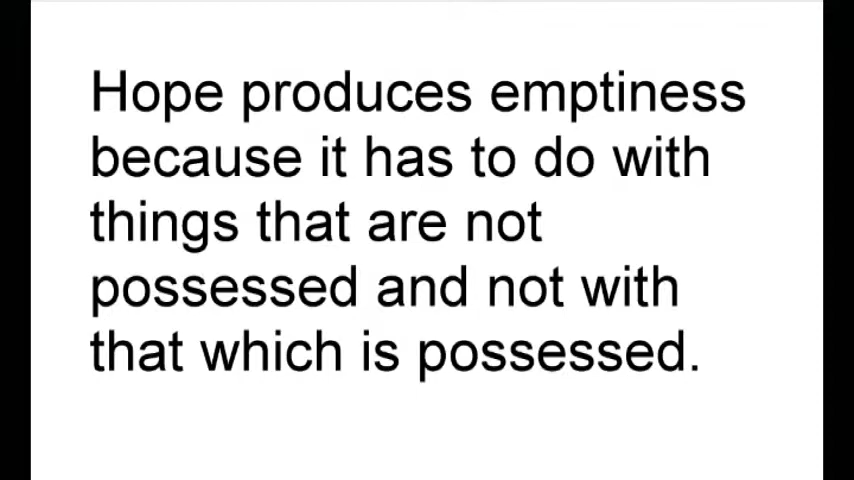 Hope produces emptiness
because it has to do with
things that are not
possessed and not with
that which is possessed.